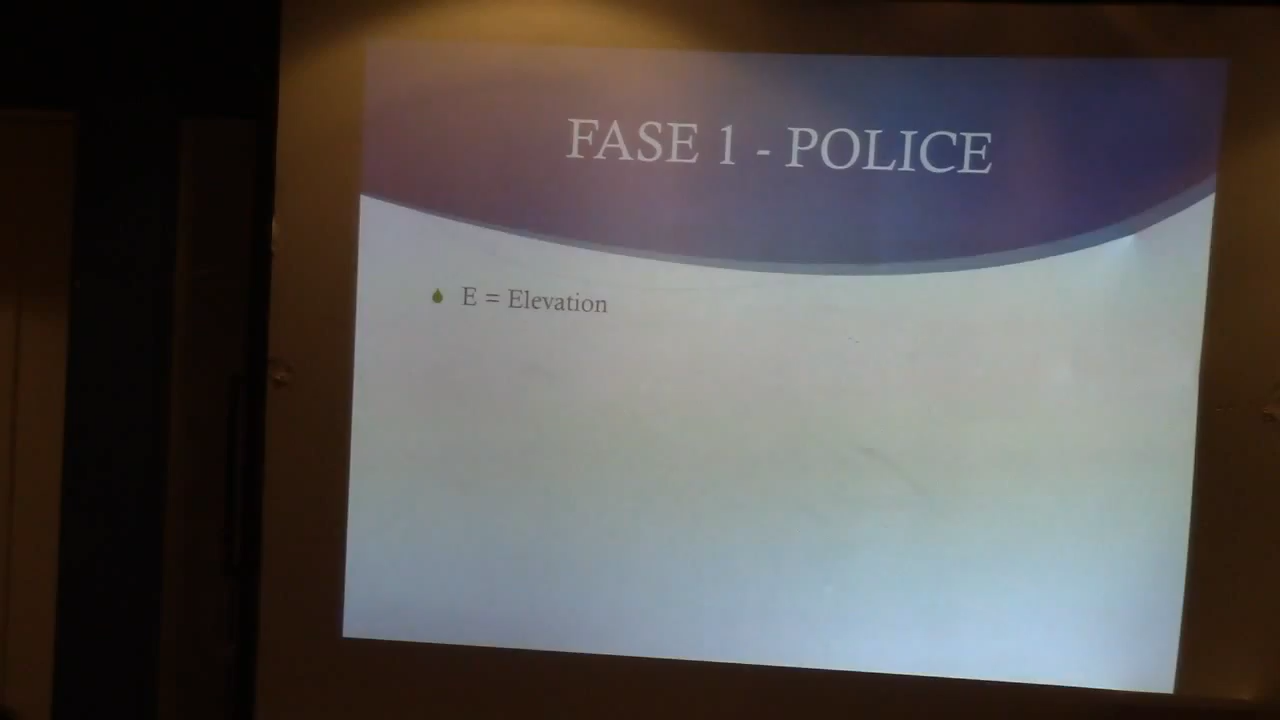 FASE 1 - POLICE
E = Elevation